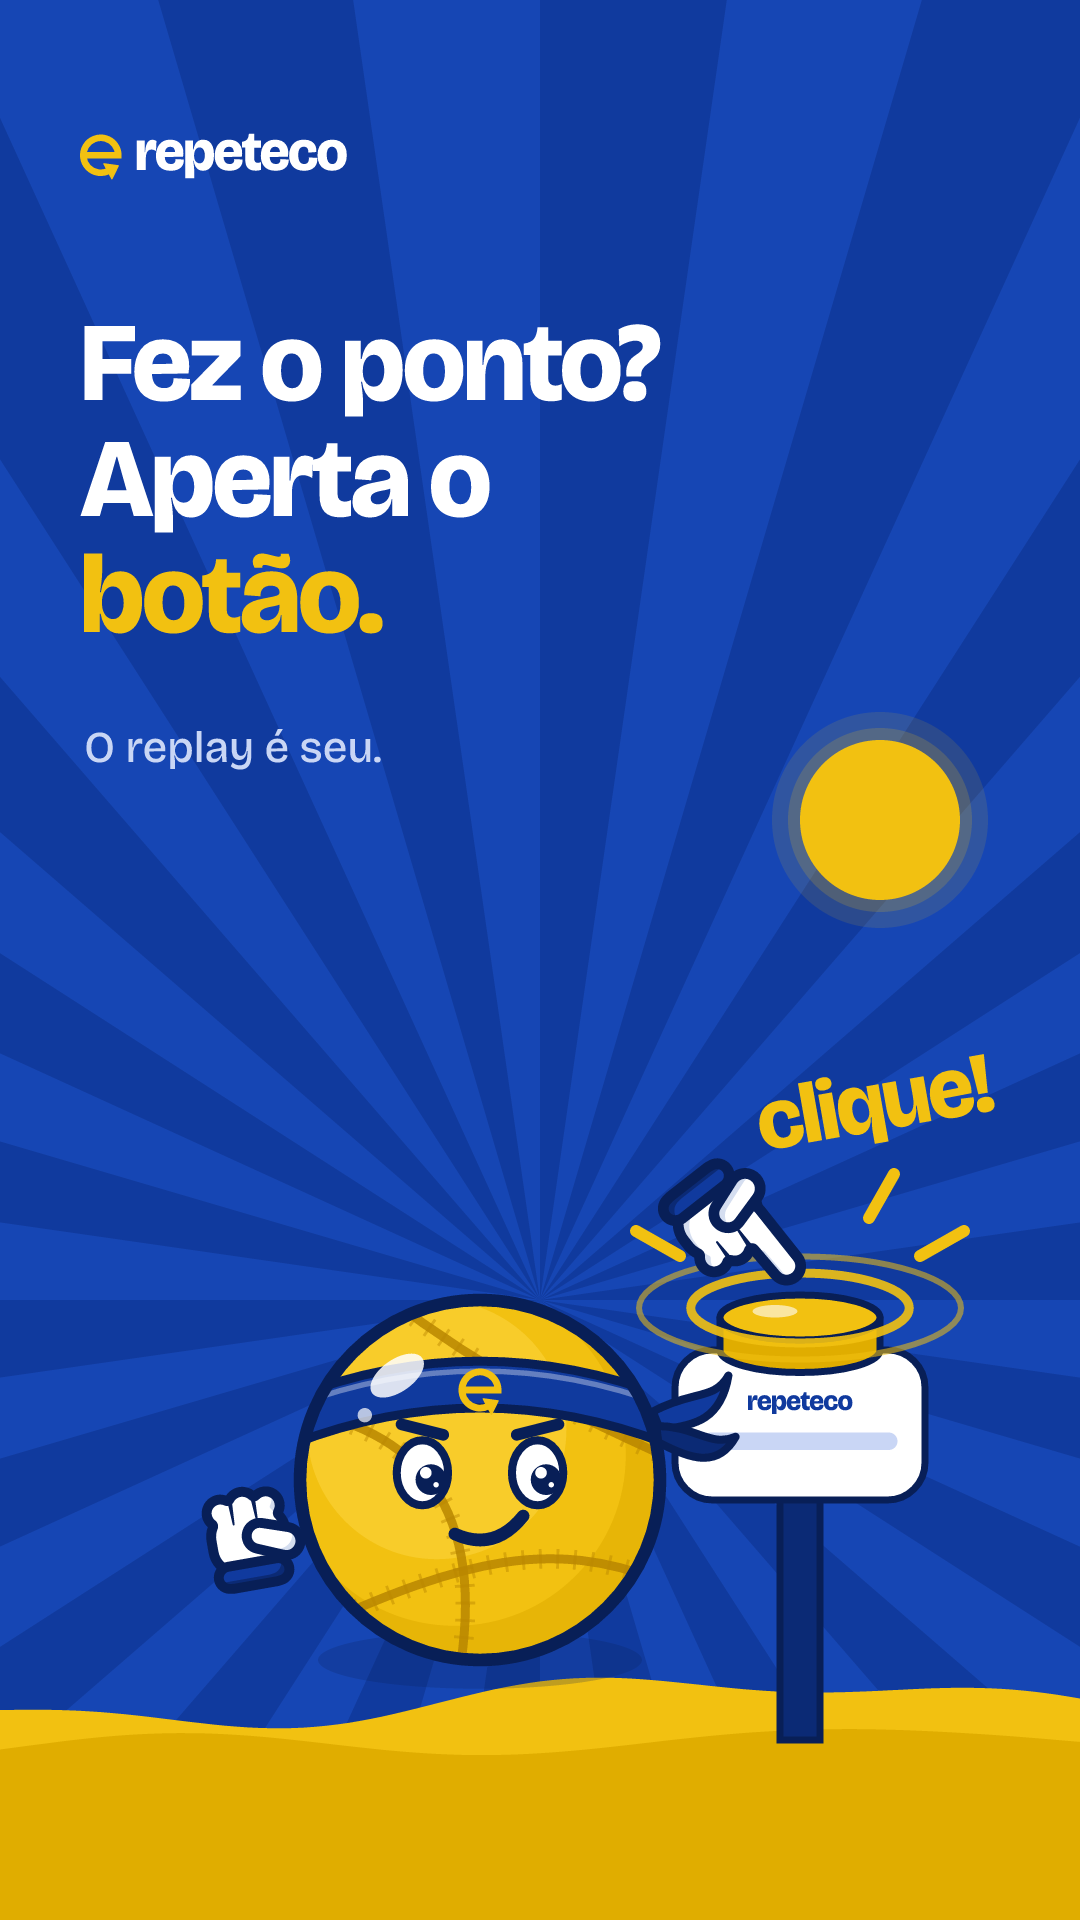 repeteco
Fez o ponto?
Aperta o
botão.
O replay é seu.
clique!
repeteco